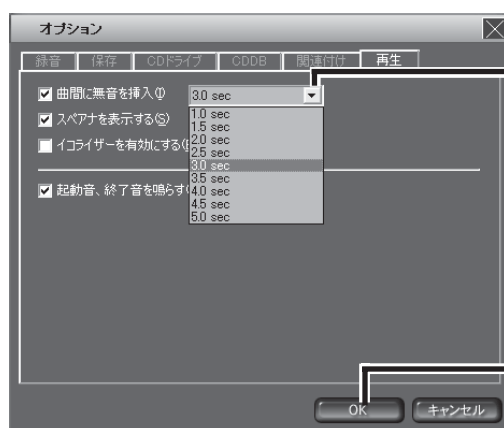 オプション
録音 保存 CDドライブ CDDB 関連付け 再生
曲間に無音を挿入(I) 3.0 sec
スペアナを表示する(S)
イコライザーを有効にする(
起動音、終了音を鳴らす(
1.0 sec
1.5 sec
2.0 sec
2.5 sec
3.0 sec
3.5 sec
4.0 sec
4.5 sec
5.0 sec
OK キャンセル